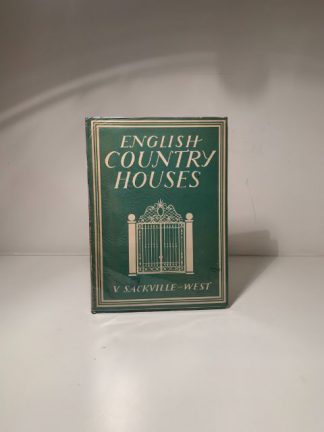 ENGLISH
COUNTRY
HOUSES
V. SACKVILLE-WEST